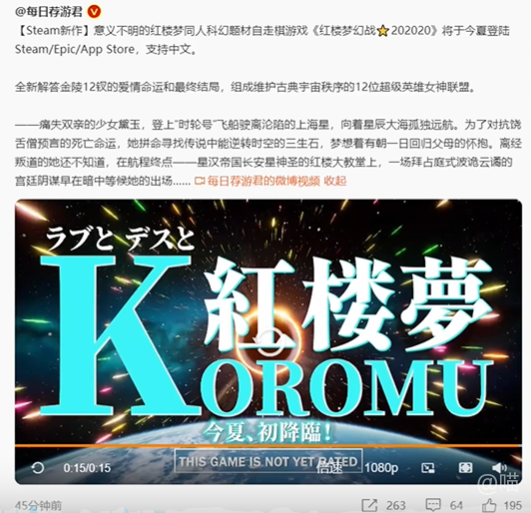 @每日荐游君
【Steam新作】意义不明的红楼梦同人科幻题材自走棋游戏《红楼梦幻战⭐202020》将于今夏登陆
Steam/Epic/App Store，支持中文。
全新解答金陵12钗的爱情命运和最终结局，组成维护古典宇宙秩序的12位超级英雄女神联盟。
——痛失双亲的少女黛玉，登上"时轮号"飞船驶离沦陷的上海星，向着星辰大海孤独远航。为了对抗饶
舌僧预言的死亡命运，她拼命寻找传说中能逆转时空的三生石，梦想着有朝一日回归父母的怀抱。离经
叛道的她还不知道，在航程终点——星汉帝国长安星神圣的红楼大教堂上，一场拜占庭式波诡云谲的
宫廷阴谋早在暗中等候她的出场...... 每日荐游君的微博视频 收起
ラブと デスと
紅楼夢
KOROMU
今夏、初降臨！
THIS GAME IS NOT YET RATED
0:15/0:15 倍速 1080p
@喵
45分钟前 263 64 195